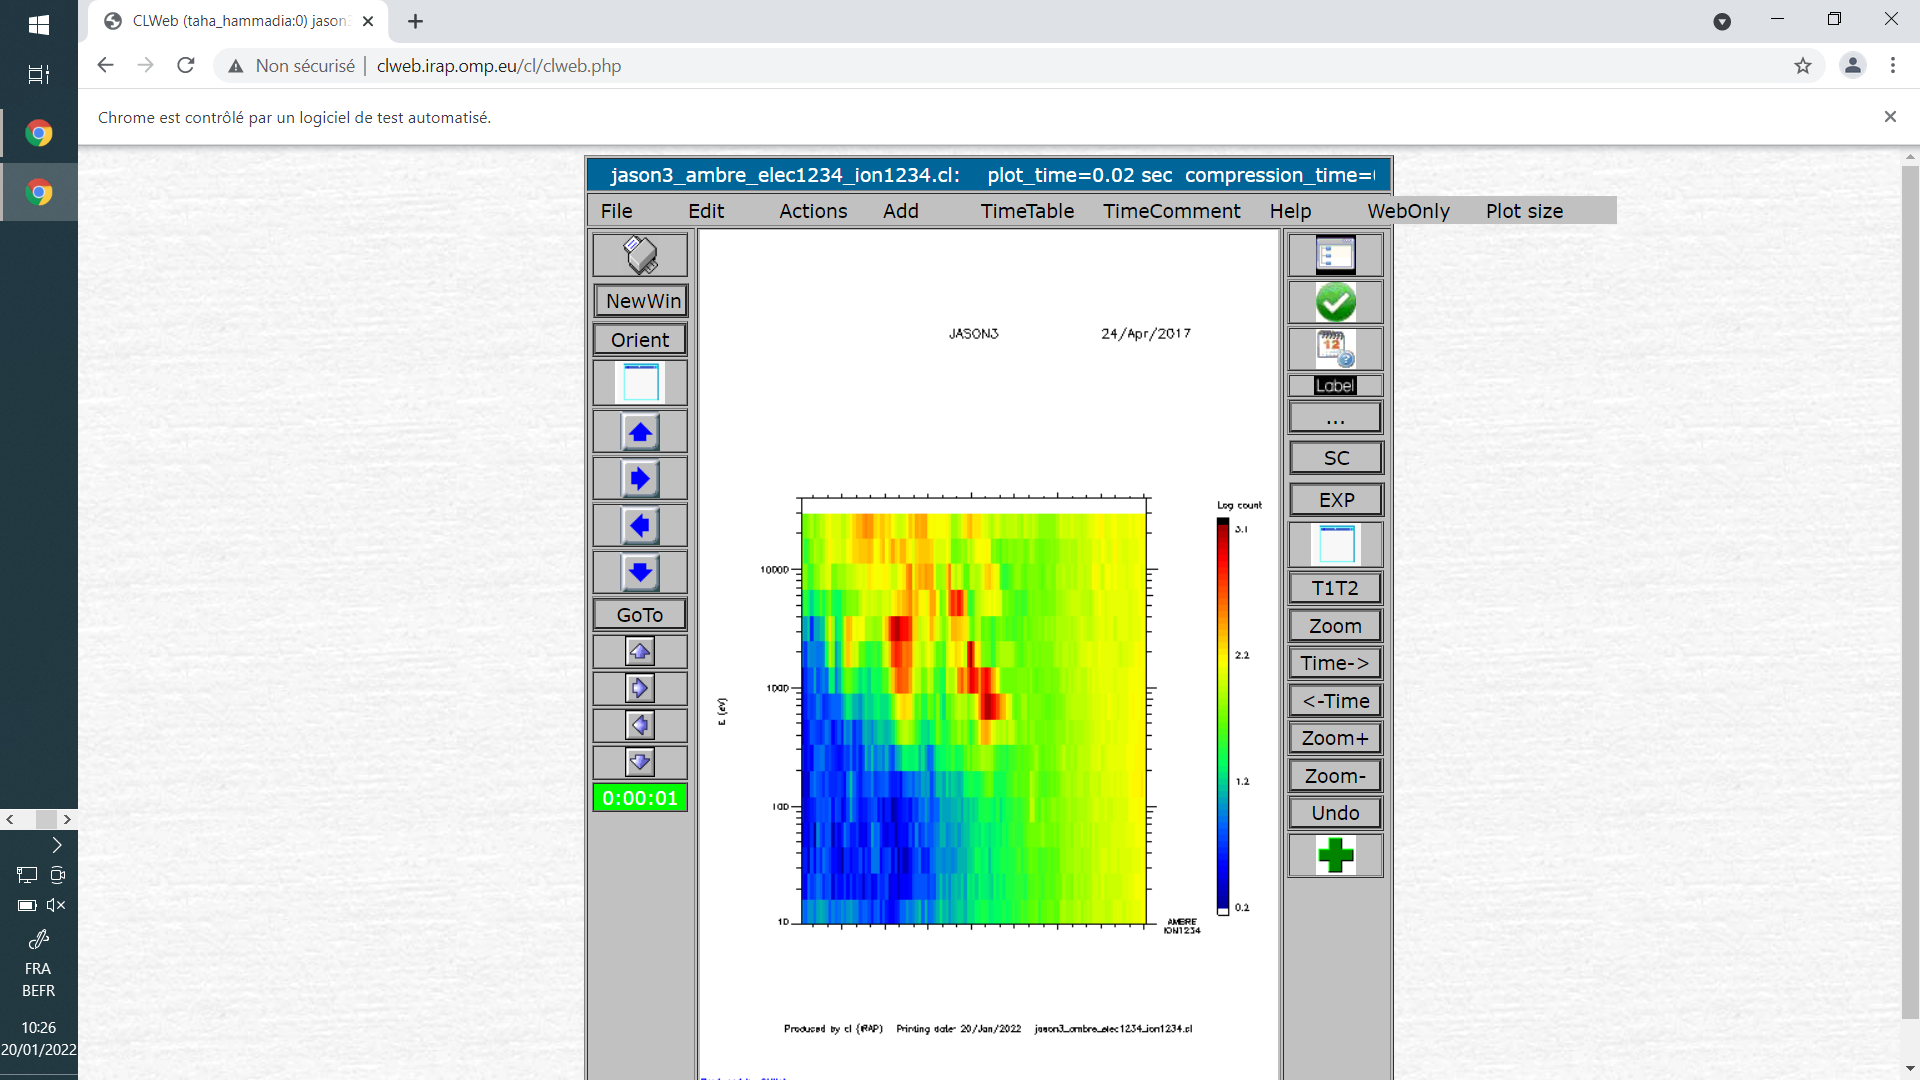 CLWeb (taha_hammadia:0) jason3
Non sécurisé | clweb.irap.omp.eu/cl/clweb.php
Chrome est contrôlé par un logiciel de test automatisé.
jason3_ambre_elec1234_ion1234.cl: plot_time=0.02 sec compression_time=
File Edit Actions Add TimeTable TimeComment Help WebOnly Plot size
NewWin
Orient
GoTo
0:00:01
JASON3 24/Apr/2017
Log count
3.1
2.2
1.2
0.2
10000
1000
100
10
E (eV)
AMBRE
ION1234
Produced by cl (IRAP) Printing date: 20/Jan/2022 jason3_ambre_elec1234_ion1234.cl
12
Label
...
SC
EXP
T1T2
Zoom
Time->
<-Time
Zoom+
Zoom-
Undo
FRA
BEFR
10:26
20/01/2022